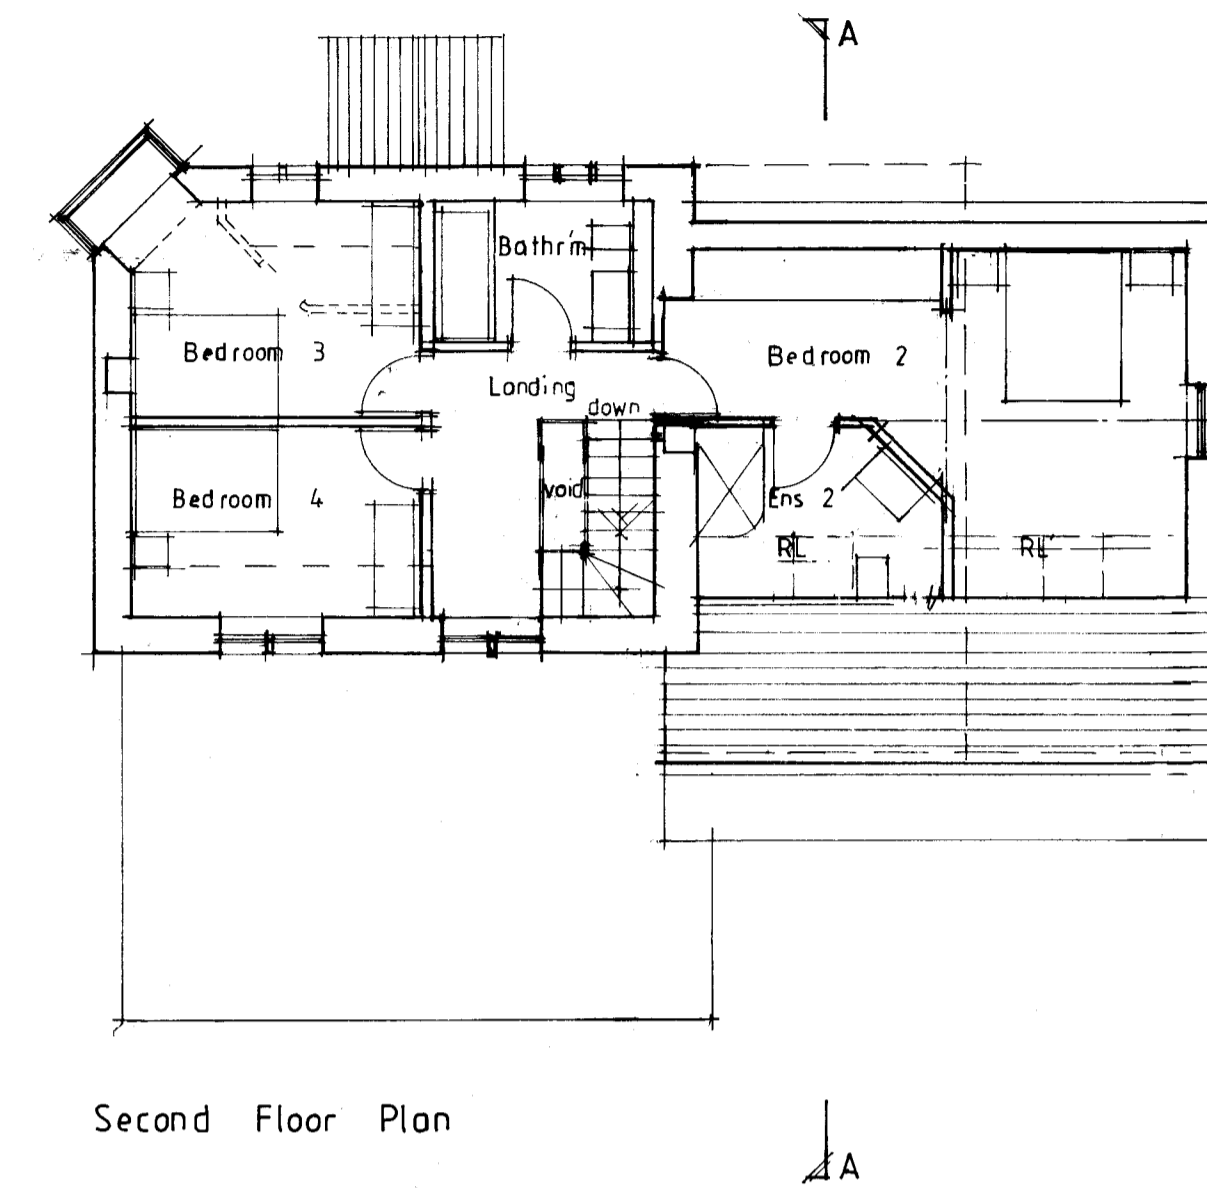 A
Bathr'm
Bedroom 3
Bedroom 2
Landing
down
void
Bedroom 4
Ens 2
RL
RL
Second Floor Plan
A